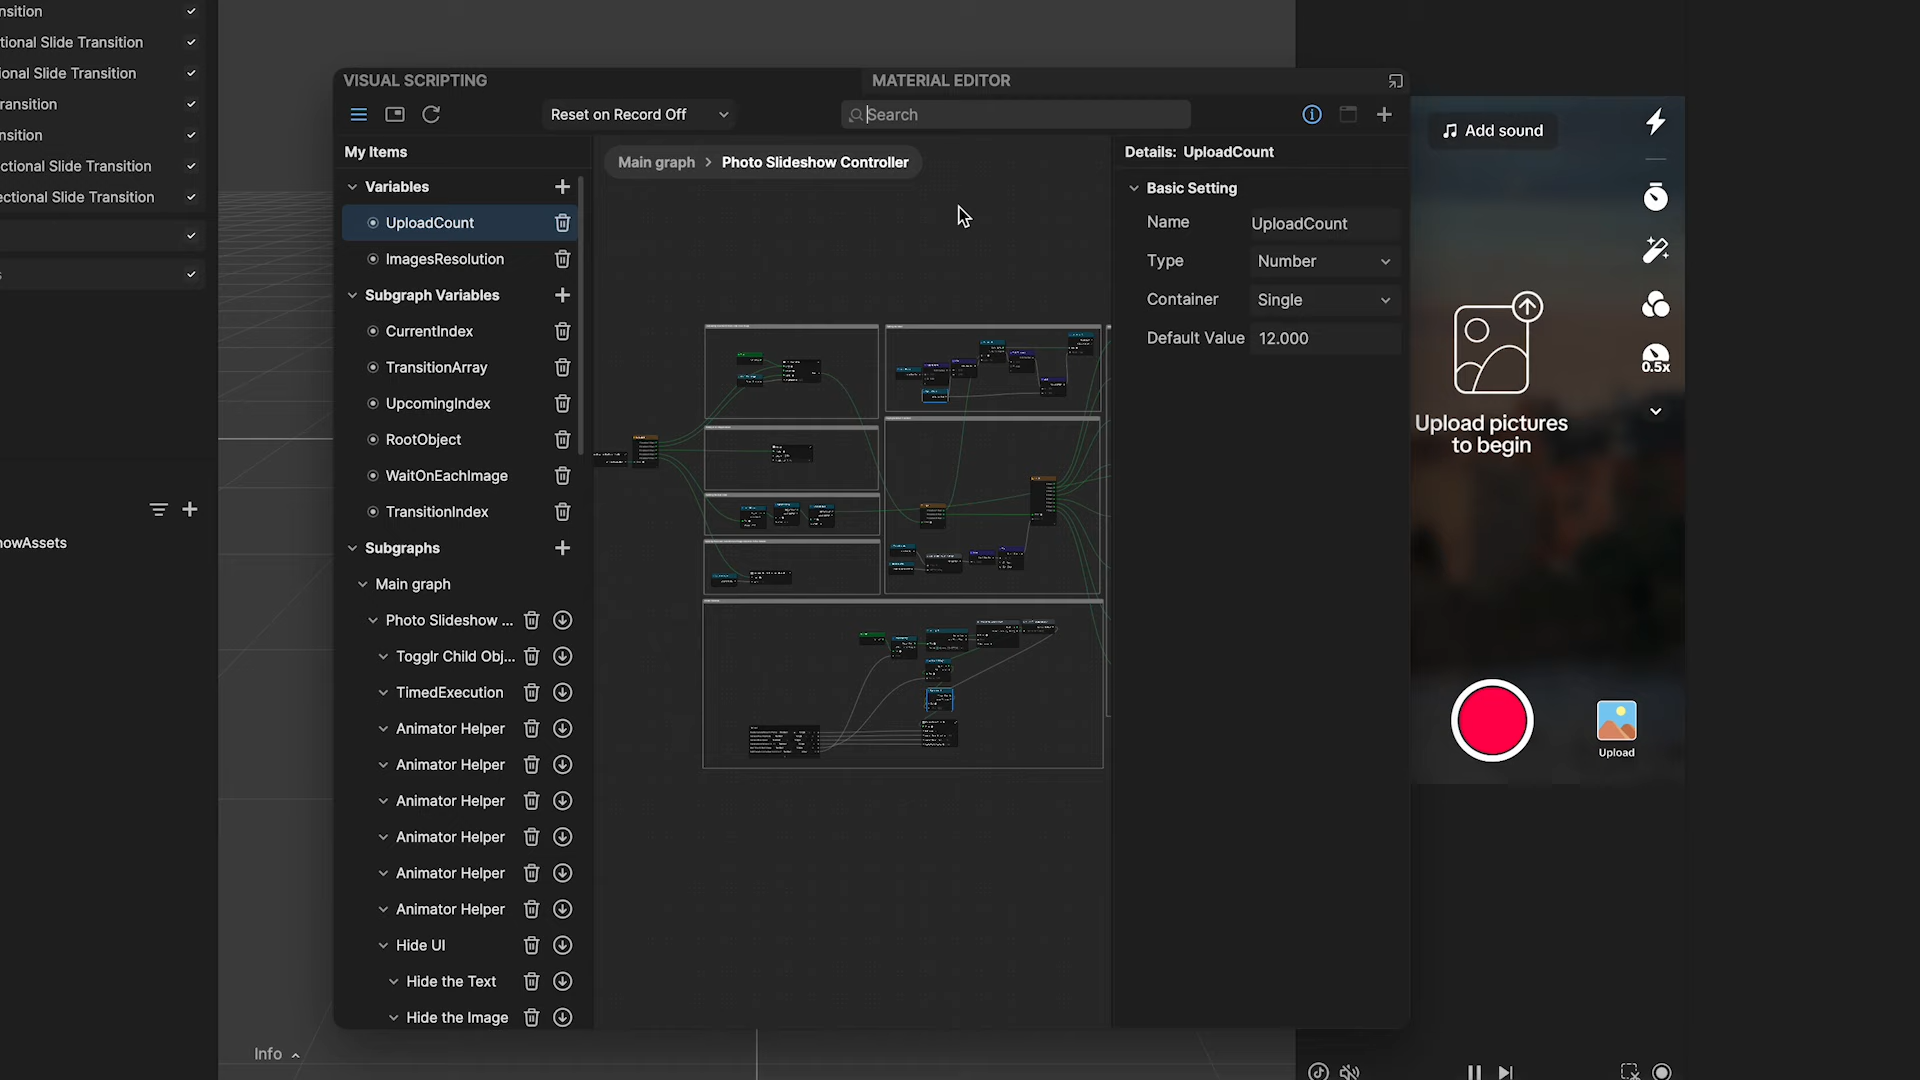 nsition
tional Slide Transition
onal Slide Transition
ransition
nsition
ctional Slide Transition
ectional Slide Transition
s
owAssets
VISUAL SCRIPTING
MATERIAL EDITOR
Reset on Record Off
Search
My Items
Variables
UploadCount
ImagesResolution
Subgraph Variables
CurrentIndex
TransitionArray
UpcomingIndex
RootObject
WaitOnEachImage
TransitionIndex
Subgraphs
Main graph
Photo Slideshow ...
Togglr Child Obj...
TimedExecution
Animator Helper
Animator Helper
Animator Helper
Animator Helper
Animator Helper
Animator Helper
Hide UI
Hide the Text
Hide the Image
Main graph > Photo Slideshow Controller
Details: UploadCount
Basic Setting
Name UploadCount
Type Number
Container Single
Default Value 12.000
Add sound
0.5x
Upload pictures
to begin
Upload
Info